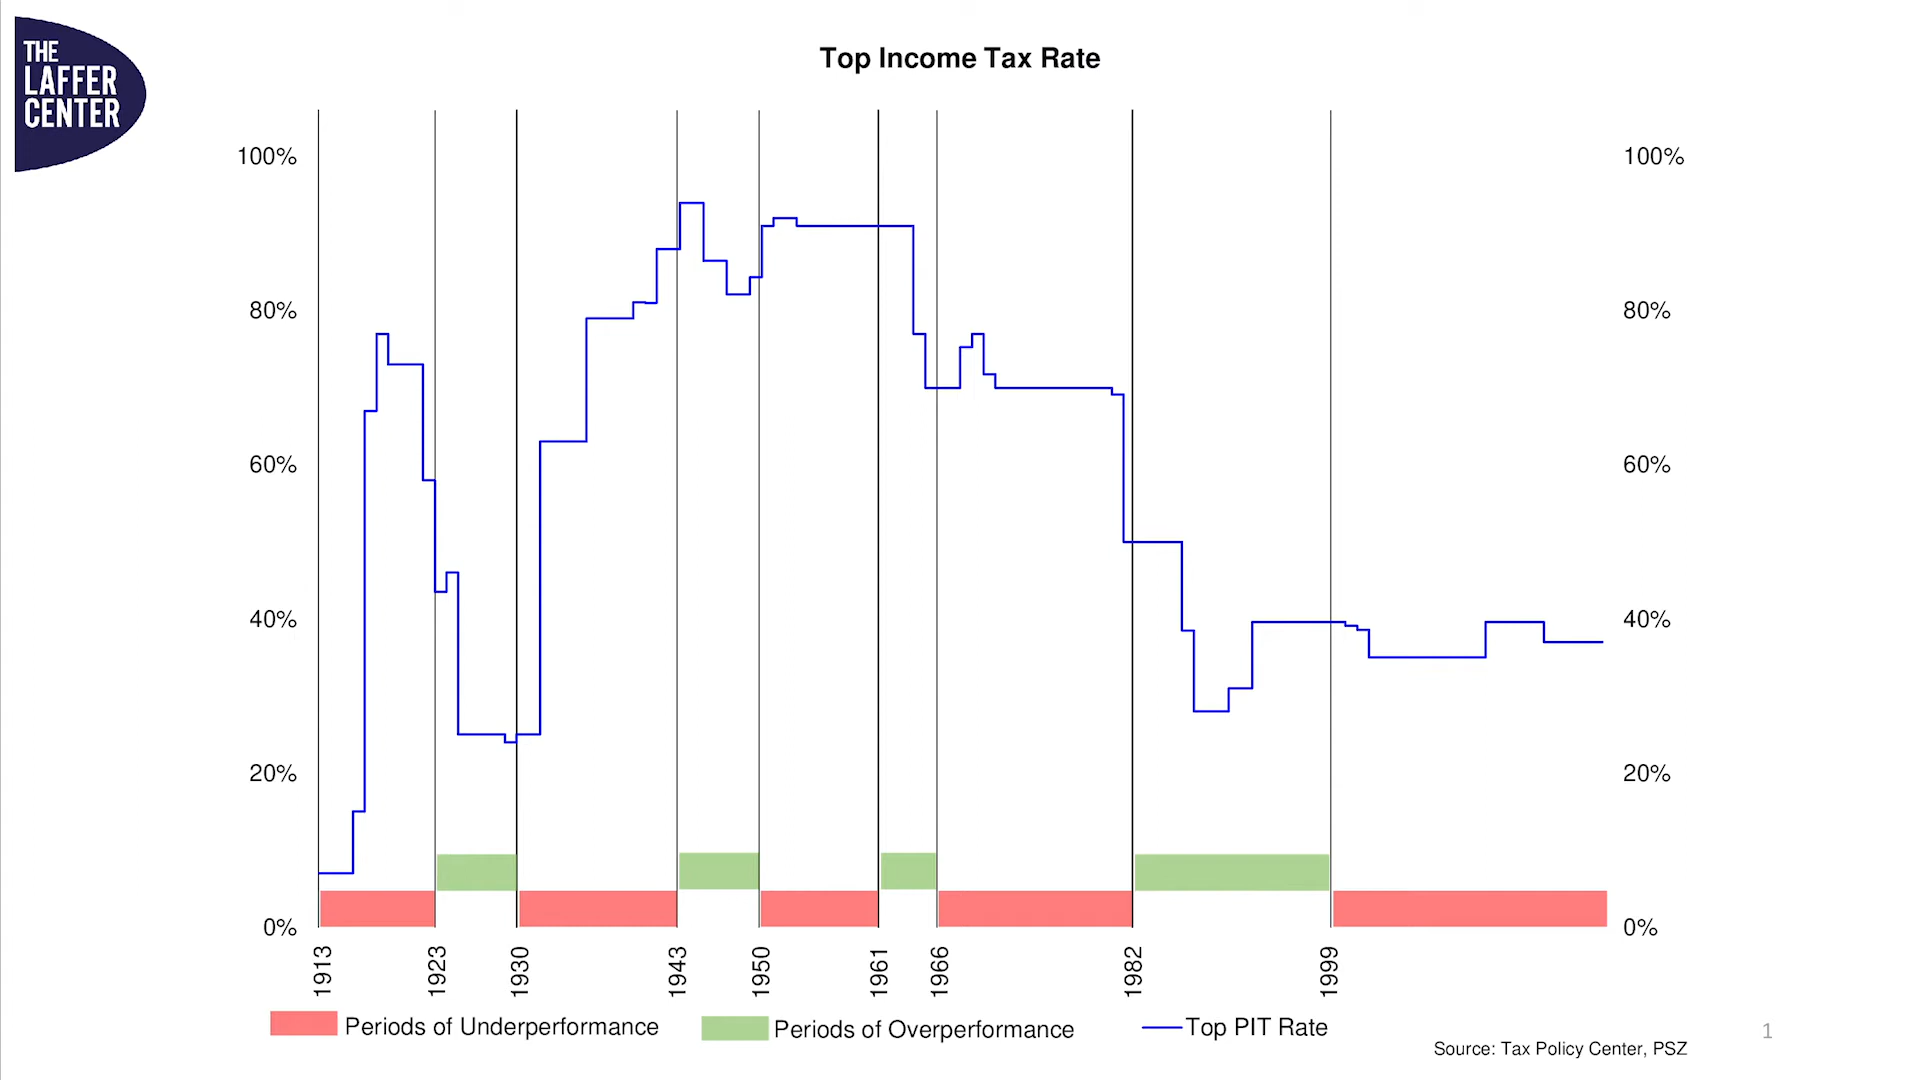 THE
LAFFER
CENTER
Top Income Tax Rate
100%
100%
80%
80%
60%
60%
40%
40%
20%
20%
0%
0%
1913
1923
1930
1943
1950
1961
1966
1982
1999
Periods of Underperformance
Periods of Overperformance
Top PIT Rate
Source: Tax Policy Center, PSZ
1